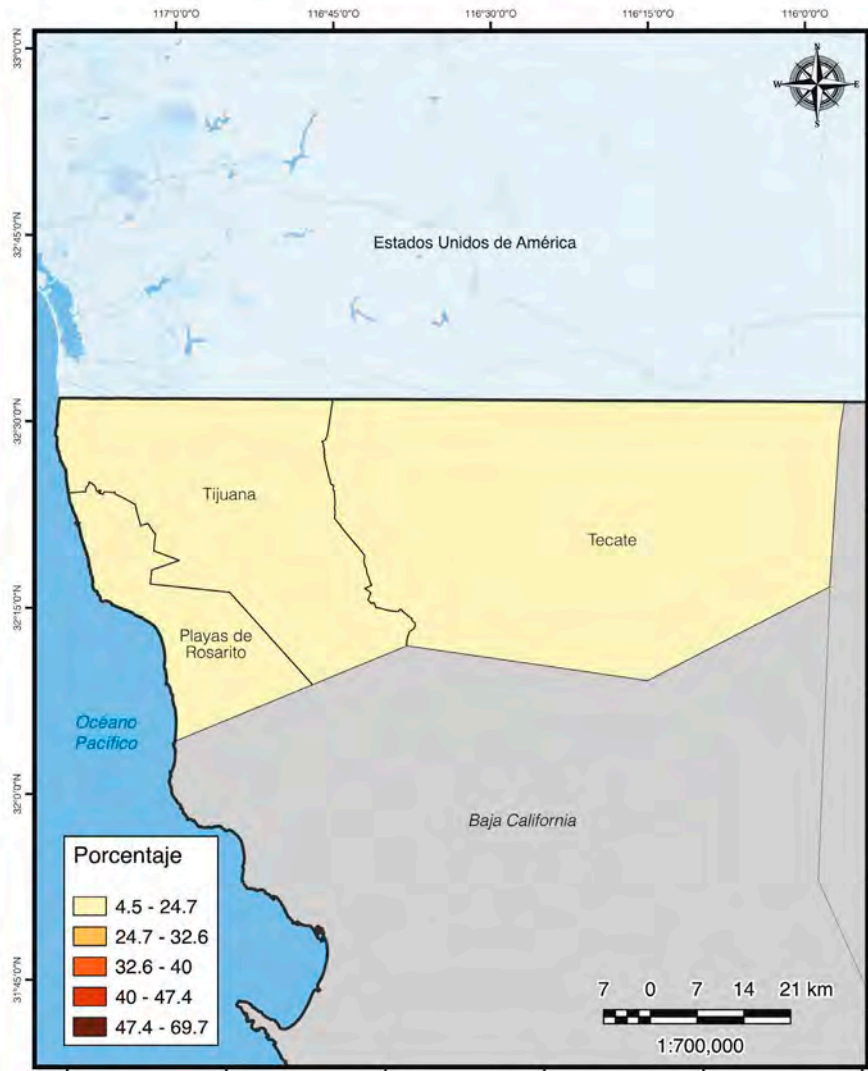 117°0'0"O 116°45'0"O 116°30'0"O 116°15'0"O 116°0'0"O
33°0'0"N
32°45'0"N
32°30'0"N
32°15'0"N
32°0'0"N
31°45'0"N
N
W E
S
Estados Unidos de América
Tijuana
Tecate
Playas de
Rosarito
Océano
Pacífico
Baja California
Porcentaje
4.5 - 24.7
24.7 - 32.6
32.6 - 40
40 - 47.4
47.4 - 69.7
7 0 7 14 21 km
1:700,000